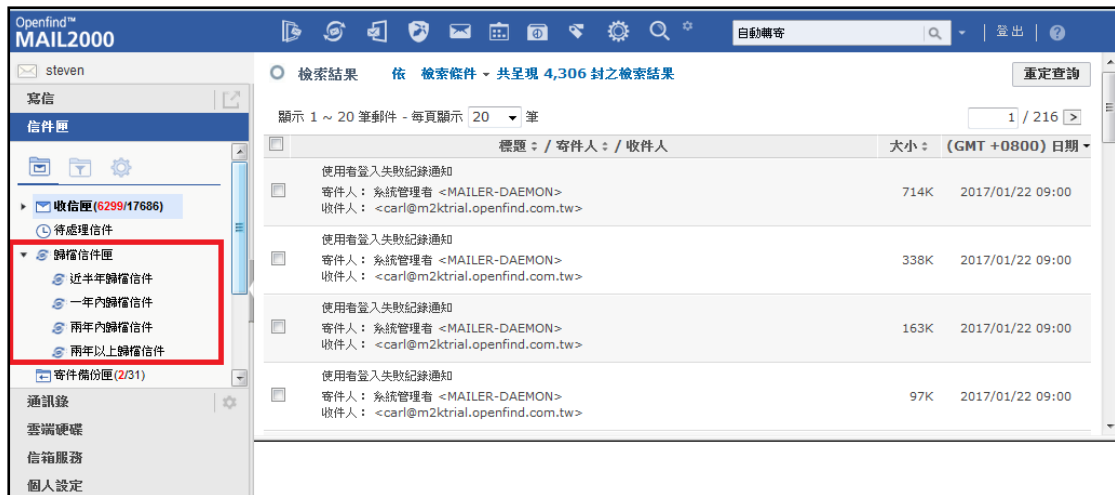 Openfind™
MAIL2000
自動轉寄
登出
steven
寫信
信件匣
收信匣(6299/17686)
待處理信件
歸檔信件匣
近半年歸檔信件
一年內歸檔信件
兩年內歸檔信件
兩年以上歸檔信件
寄件備份匣(2/31)
通訊錄
雲端硬碟
信箱服務
個人設定
檢索結果 依 檢索條件 共呈現 4,306 封之檢索結果
重定查詢
顯示 1 ~ 20 筆郵件 - 每頁顯示 20 筆
1 / 216
標題 / 寄件人 / 收件人 大小 (GMT +0800) 日期
使用者登入失敗紀錄通知
寄件人: 系統管理者 <MAILER-DAEMON>
收件人: <carl@m2ktrial.openfind.com.tw>
714K 2017/01/22 09:00
使用者登入失敗紀錄通知
寄件人: 系統管理者 <MAILER-DAEMON>
收件人: <carl@m2ktrial.openfind.com.tw>
338K 2017/01/22 09:00
使用者登入失敗紀錄通知
寄件人: 系統管理者 <MAILER-DAEMON>
收件人: <carl@m2ktrial.openfind.com.tw>
163K 2017/01/22 09:00
使用者登入失敗紀錄通知
寄件人: 系統管理者 <MAILER-DAEMON>
收件人: <carl@m2ktrial.openfind.com.tw>
97K 2017/01/22 09:00